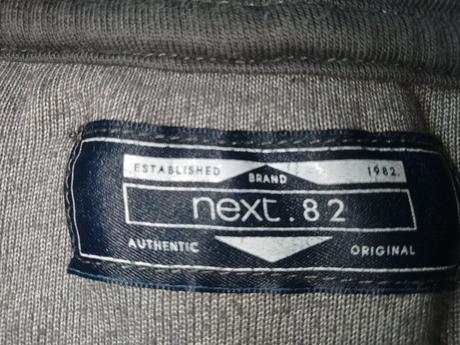 ESTABLISHED BRAND 1982.
next.82
AUTHENTIC ORIGINAL